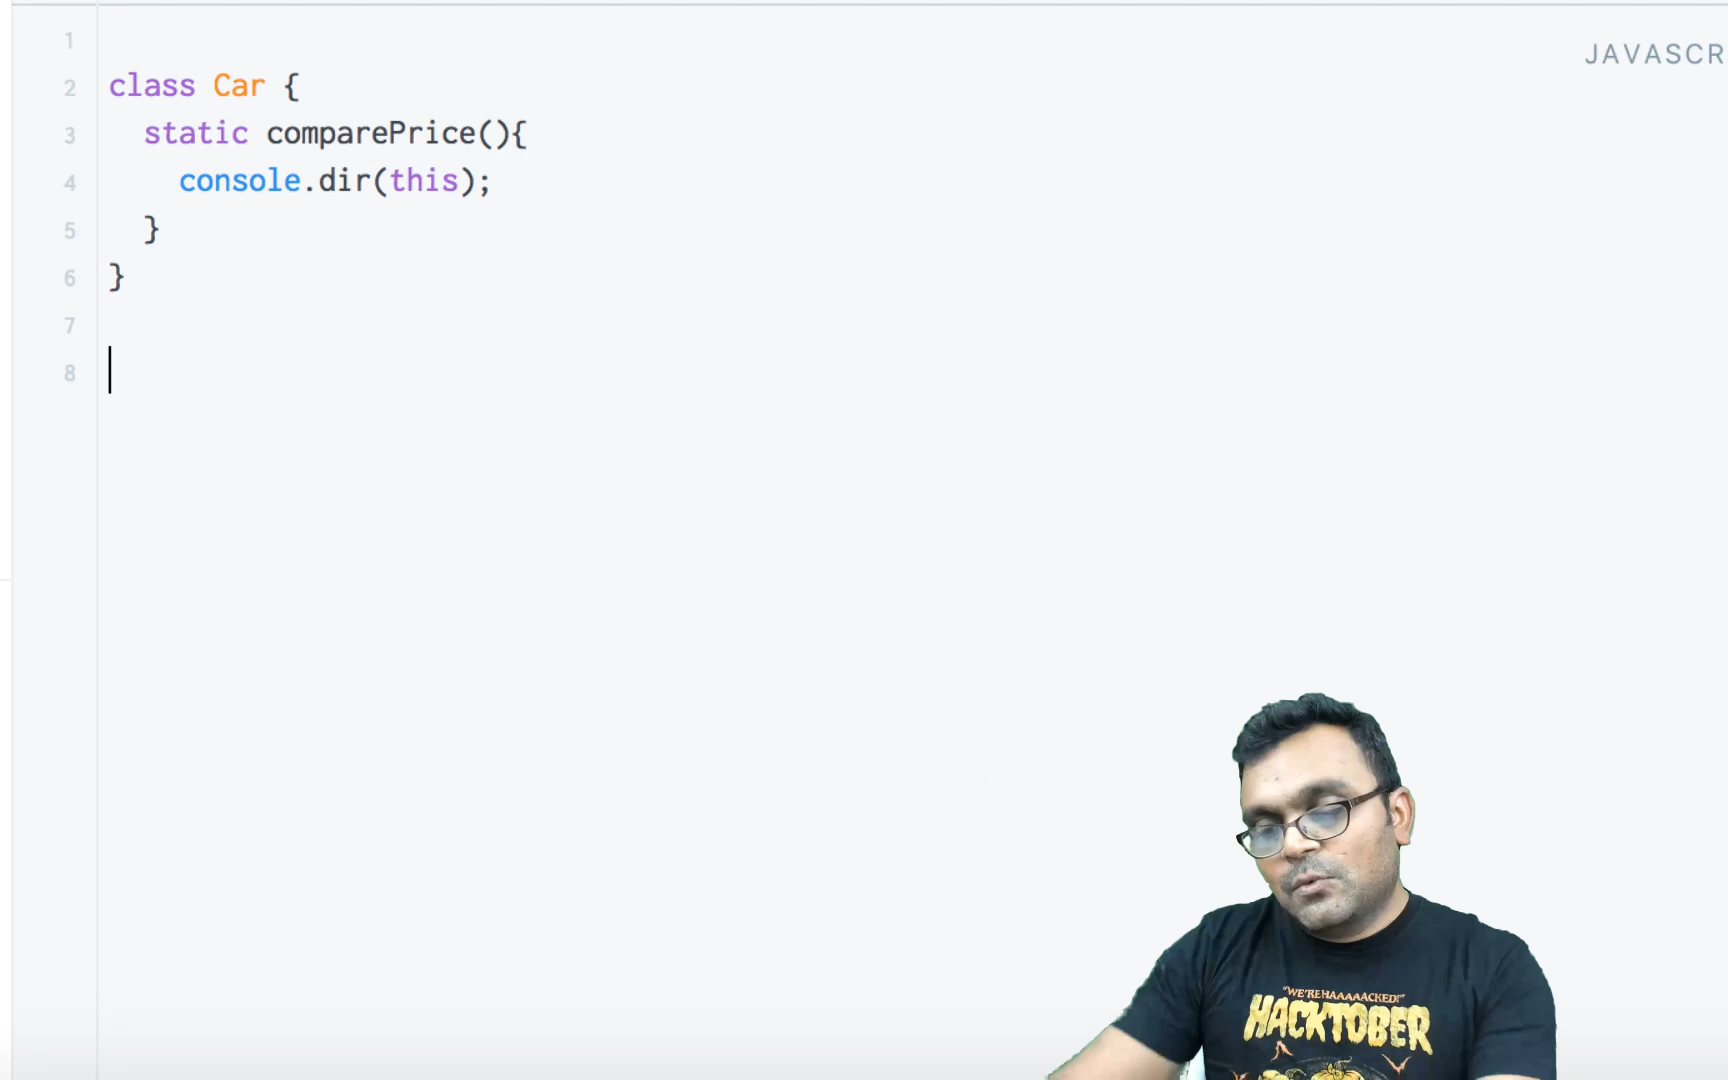 1
JAVASCR
2 class Car {
3 static comparePrice(){
4 console.dir(this);
5 }
6 }
7
8
"WE'RE HAAAAACKED!"
HACKTOBER